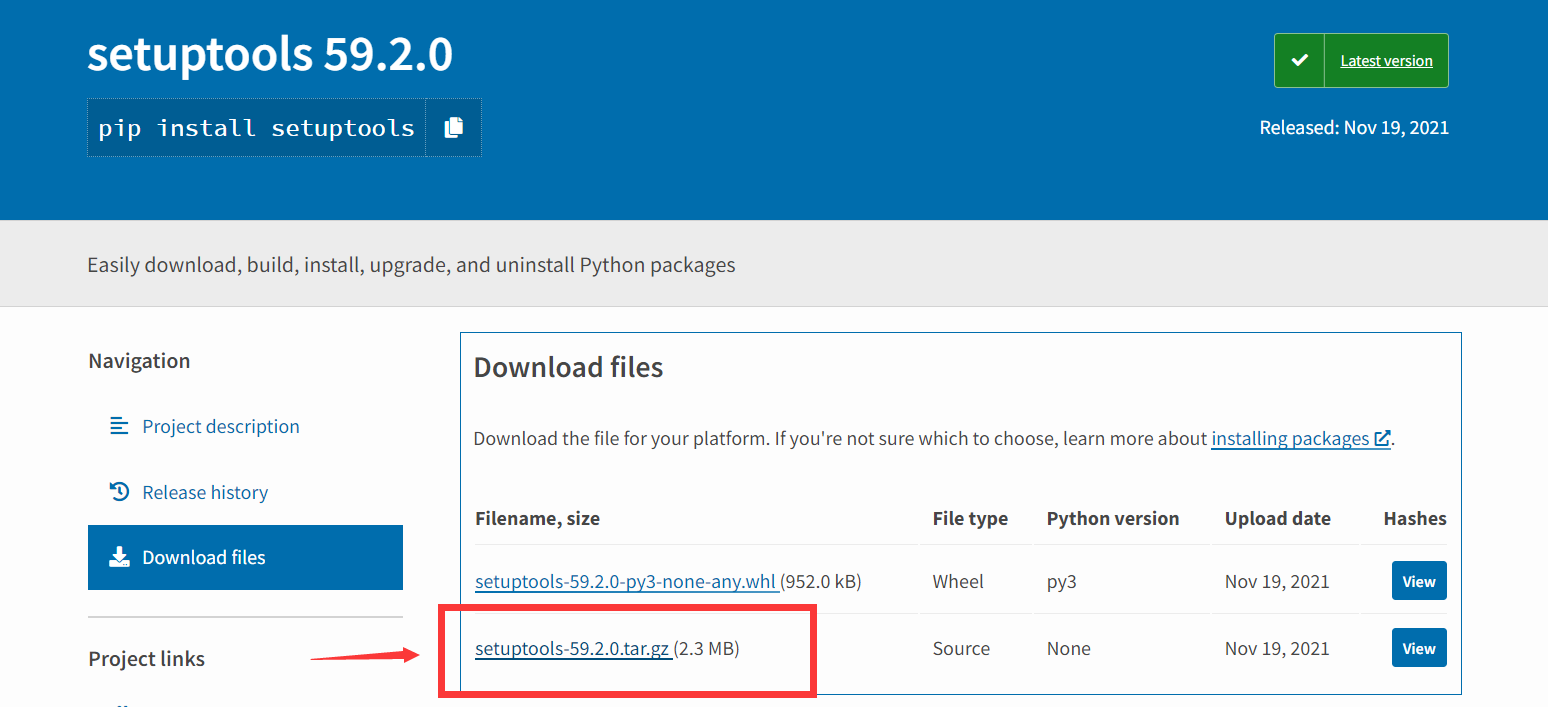 setuptools 59.2.0
Latest version
pip install setuptools
Released: Nov 19, 2021
Easily download, build, install, upgrade, and uninstall Python packages
Navigation
Project description
Release history
Download files
Project links
Download files
Download the file for your platform. If you're not sure which to choose, learn more about installing packages.
Filename, size File type Python version Upload date Hashes
setuptools-59.2.0-py3-none-any.whl (952.0 kB) Wheel py3 Nov 19, 2021 View
setuptools-59.2.0.tar.gz (2.3 MB) Source None Nov 19, 2021 View